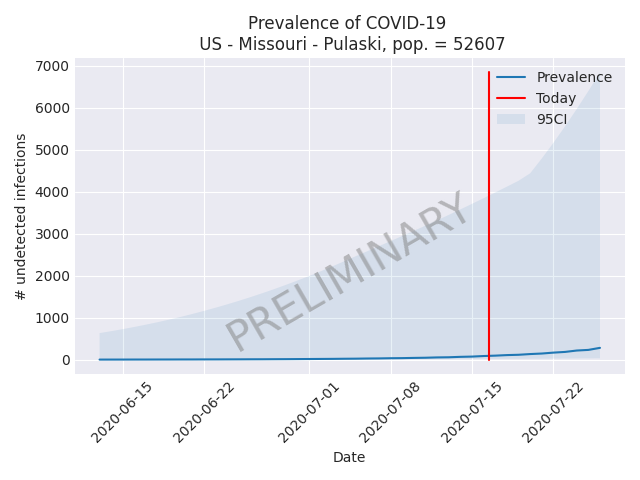 Prevalence of COVID-19
US - Missouri - Pulaski, pop. = 52607
7000
6000
5000
4000
3000
2000
1000
0
# undetected infections
Prevalence
Today
95CI
PRELIMINARY
2020-06-15
2020-06-22
2020-07-01
2020-07-08
2020-07-15
2020-07-22
Date